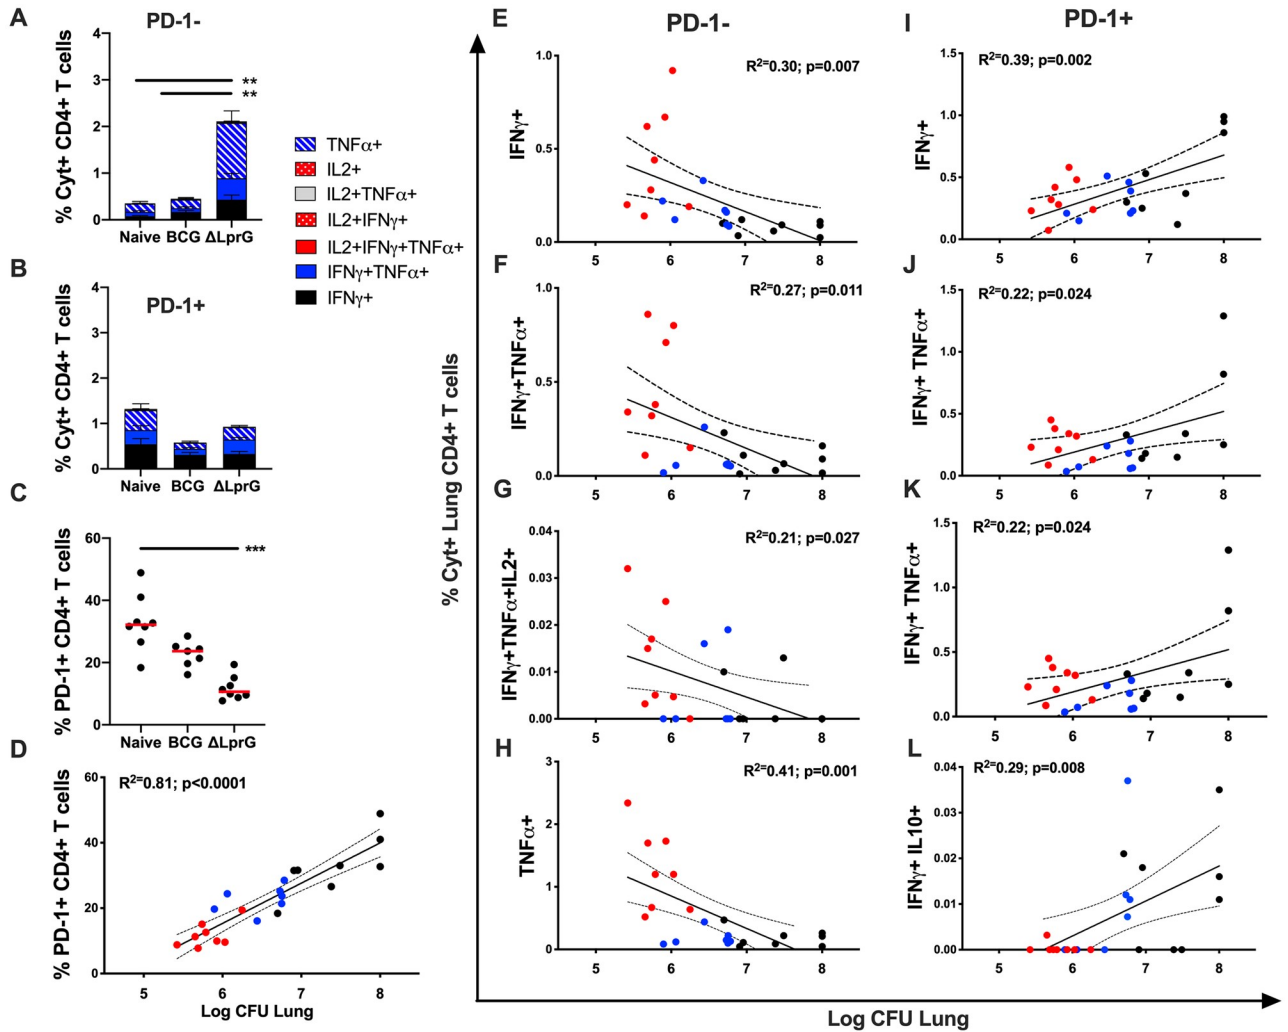 A
PD-1-
% Cyt+ CD4+ T cells
4
3
2
1
0
**
**
Naive BCG ΔLprG
TNFα+
IL2+
IL2+TNFα+
IL2+IFNγ+
IL2+IFNγ+TNFα+
IFNγ+TNFα+
IFNγ+
B
PD-1+
% Cyt+ CD4+ T cells
4
3
2
1
0
Naive BCG ΔLprG
C
% PD-1+ CD4+ T cells
60
40
20
0
***
Naive BCG ΔLprG
D
% PD-1+ CD4+ T cells
R²=0.81; p<0.0001
60
40
20
0
5 6 7 8
Log CFU Lung
% Cyt+ Lung CD4+ T cells
PD-1-
E
IFNγ+
R²=0.30; p=0.007
1.0
0.5
0.0
5 6 7 8
F
IFNγ+TNFα+
R²=0.27; p=0.011
1.0
0.5
0.0
5 6 7 8
G
IFNγ+TNFα+IL2+
R²=0.21; p=0.027
0.04
0.03
0.02
0.01
0.00
5 6 7 8
H
TNFα+
R²=0.41; p=0.001
3
2
1
0
5 6 7 8
PD-1+
I
IFNγ+
R²=0.39; p=0.002
1.5
1.0
0.5
0.0
5 6 7 8
J
IFNγ+ TNFα+
R²=0.22; p=0.024
1.5
1.0
0.5
0.0
5 6 7 8
K
IFNγ+ TNFα+
R²=0.22; p=0.024
1.5
1.0
0.5
0.0
5 6 7 8
L
IFNγ+ IL10+
R²=0.29; p=0.008
0.04
0.03
0.02
0.01
0.00
5 6 7 8
Log CFU Lung